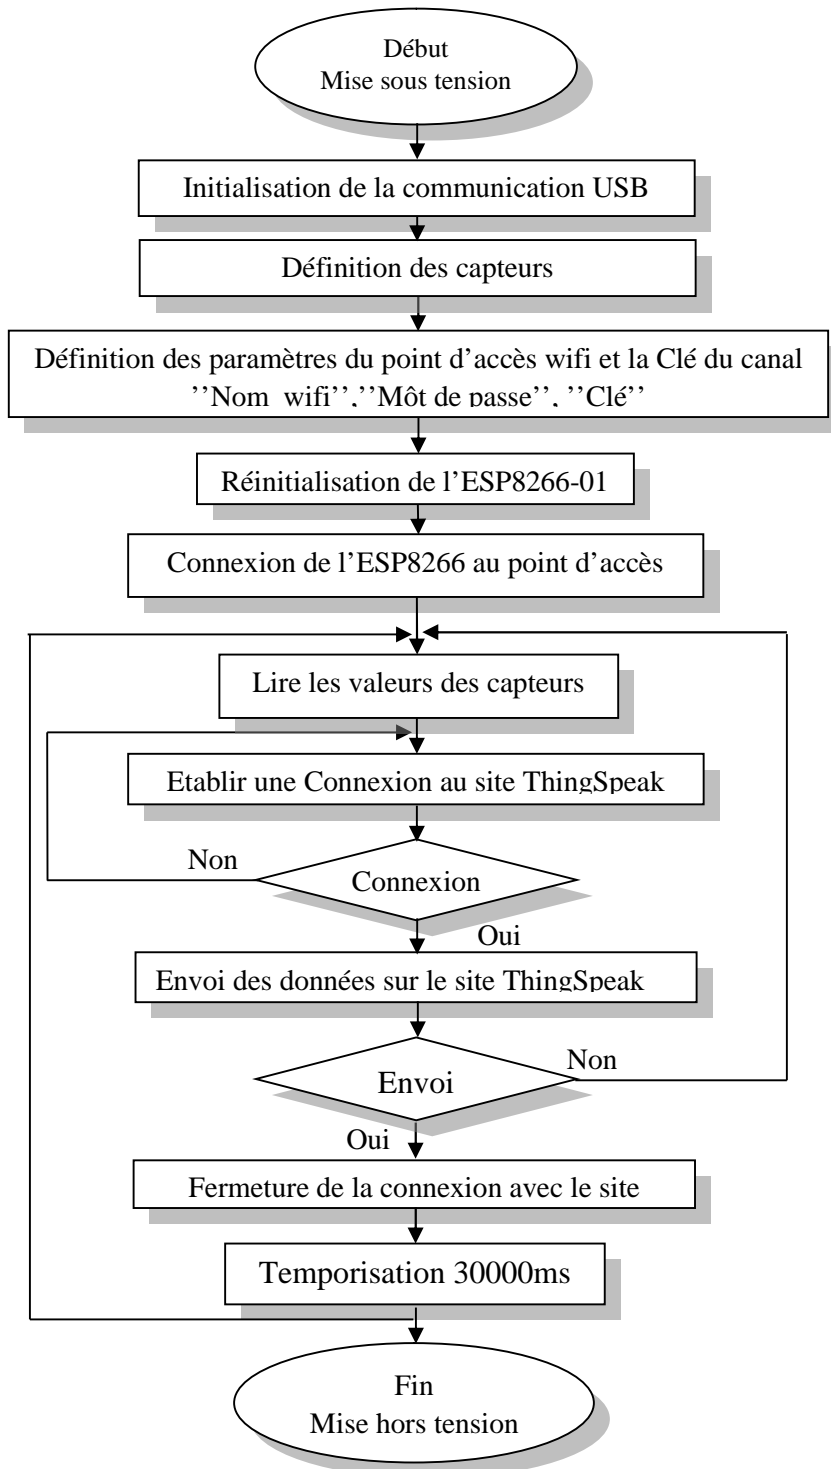 Début
Mise sous tension
Initialisation de la communication USB
Définition des capteurs
Définition des paramètres du point d’accès wifi et la Clé du canal
’’Nom_wifi’’,’’Môt de passe’’, ’’Clé’’
Réinitialisation de l’ESP8266-01
Connexion de l’ESP8266 au point d’accès
Lire les valeurs des capteurs
Etablir une Connexion au site ThingSpeak
Non
Connexion
Oui
Envoi des données sur le site ThingSpeak
Non
Envoi
Oui
Fermeture de la connexion avec le site
Temporisation 30000ms
Fin
Mise hors tension